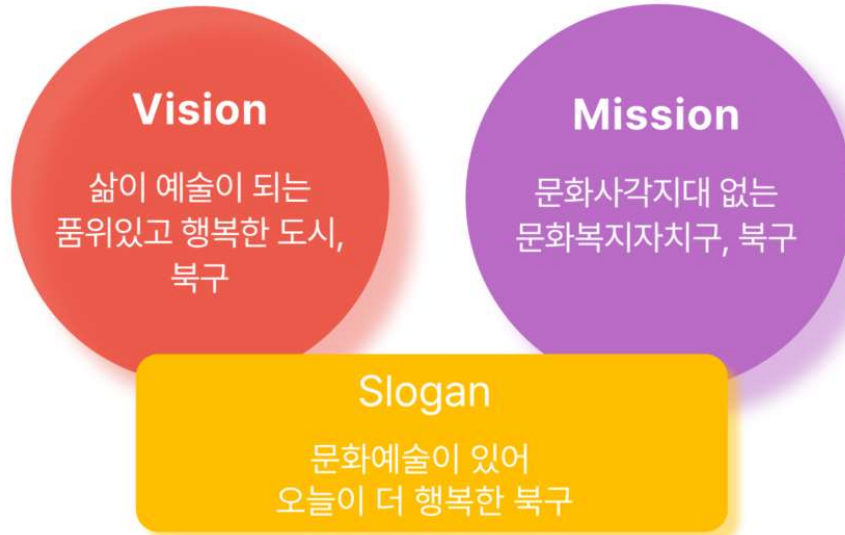 Vision
삶이 예술이 되는
품위있고 행복한 도시,
북구
Mission
문화사각지대 없는
문화복지자치구, 북구
Slogan
문화예술이 있어
오늘이 더 행복한 북구